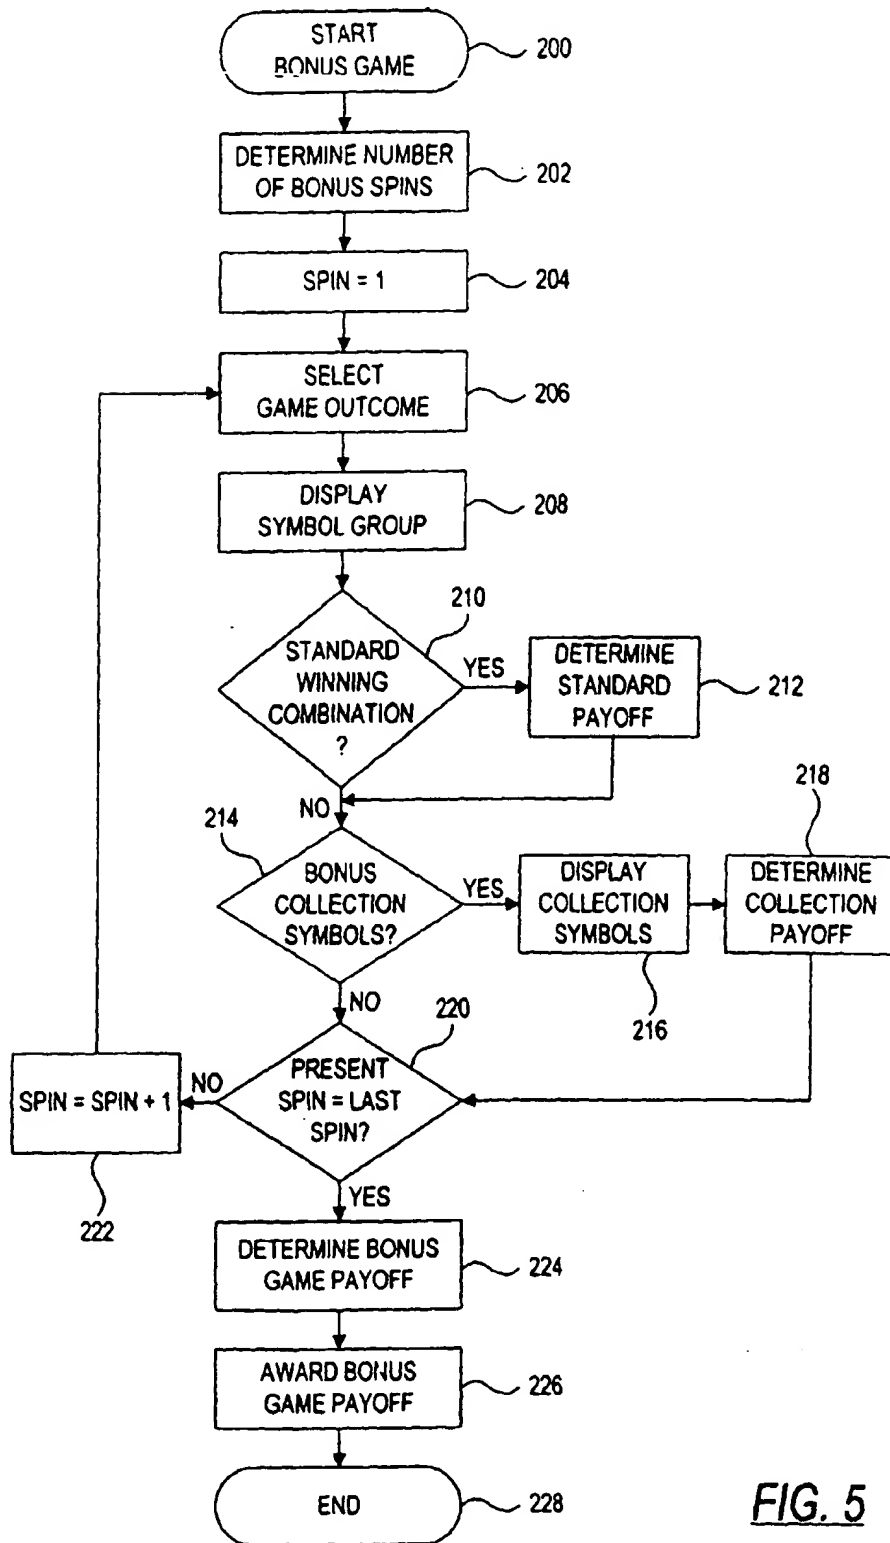 START
BONUS GAME
200
DETERMINE NUMBER
OF BONUS SPINS
202
SPIN = 1
204
SELECT
GAME OUTCOME
206
DISPLAY
SYMBOL GROUP
208
210
STANDARD
WINNING
COMBINATION
?
YES
DETERMINE
STANDARD
PAYOFF
212
NO
214
BONUS
COLLECTION
SYMBOLS?
YES
DISPLAY
COLLECTION
SYMBOLS
216
218
DETERMINE
COLLECTION
PAYOFF
NO
220
PRESENT
SPIN = LAST
SPIN?
NO
SPIN = SPIN + 1
222
YES
DETERMINE BONUS
GAME PAYOFF
224
AWARD BONUS
GAME PAYOFF
226
END
228
FIG. 5